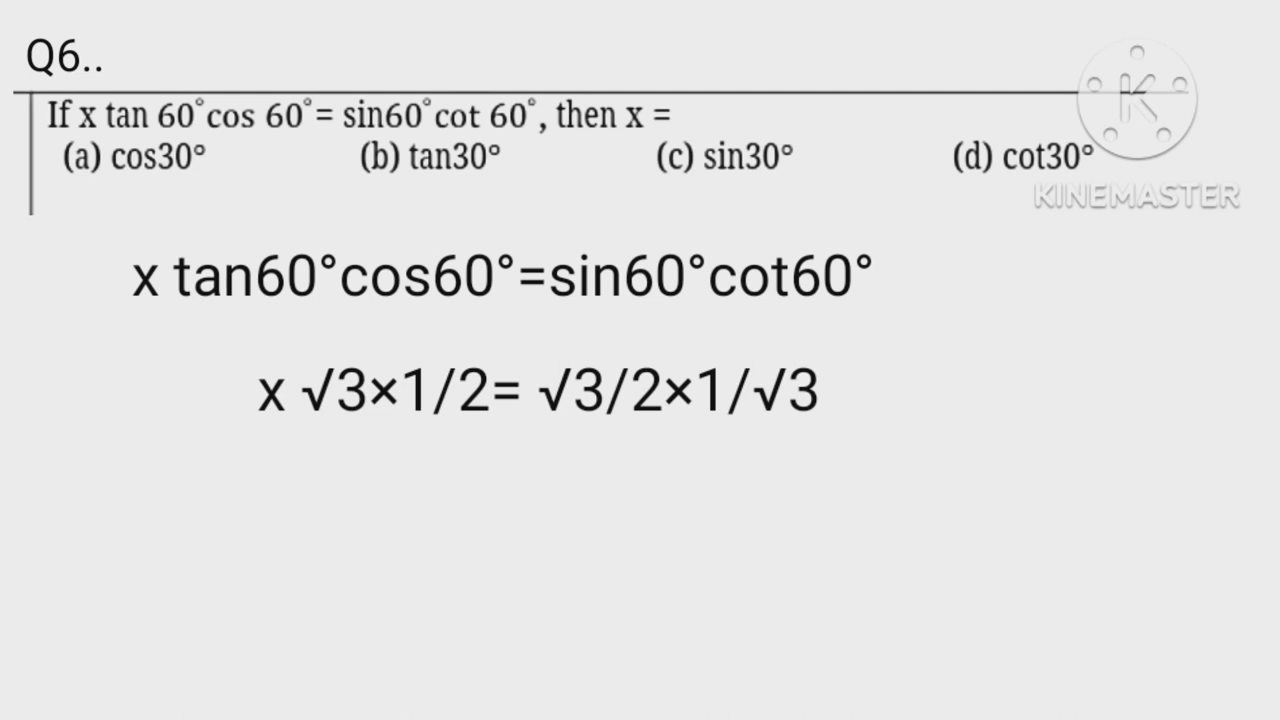 Q6..
If x tan 60° cos 60° = sin60° cot 60°, then x =
(a) cos30° (b) tan30° (c) sin30° (d) cot30°
KINEMASTER
x tan60°cos60°=sin60°cot60°
x √3×1/2= √3/2×1/√3